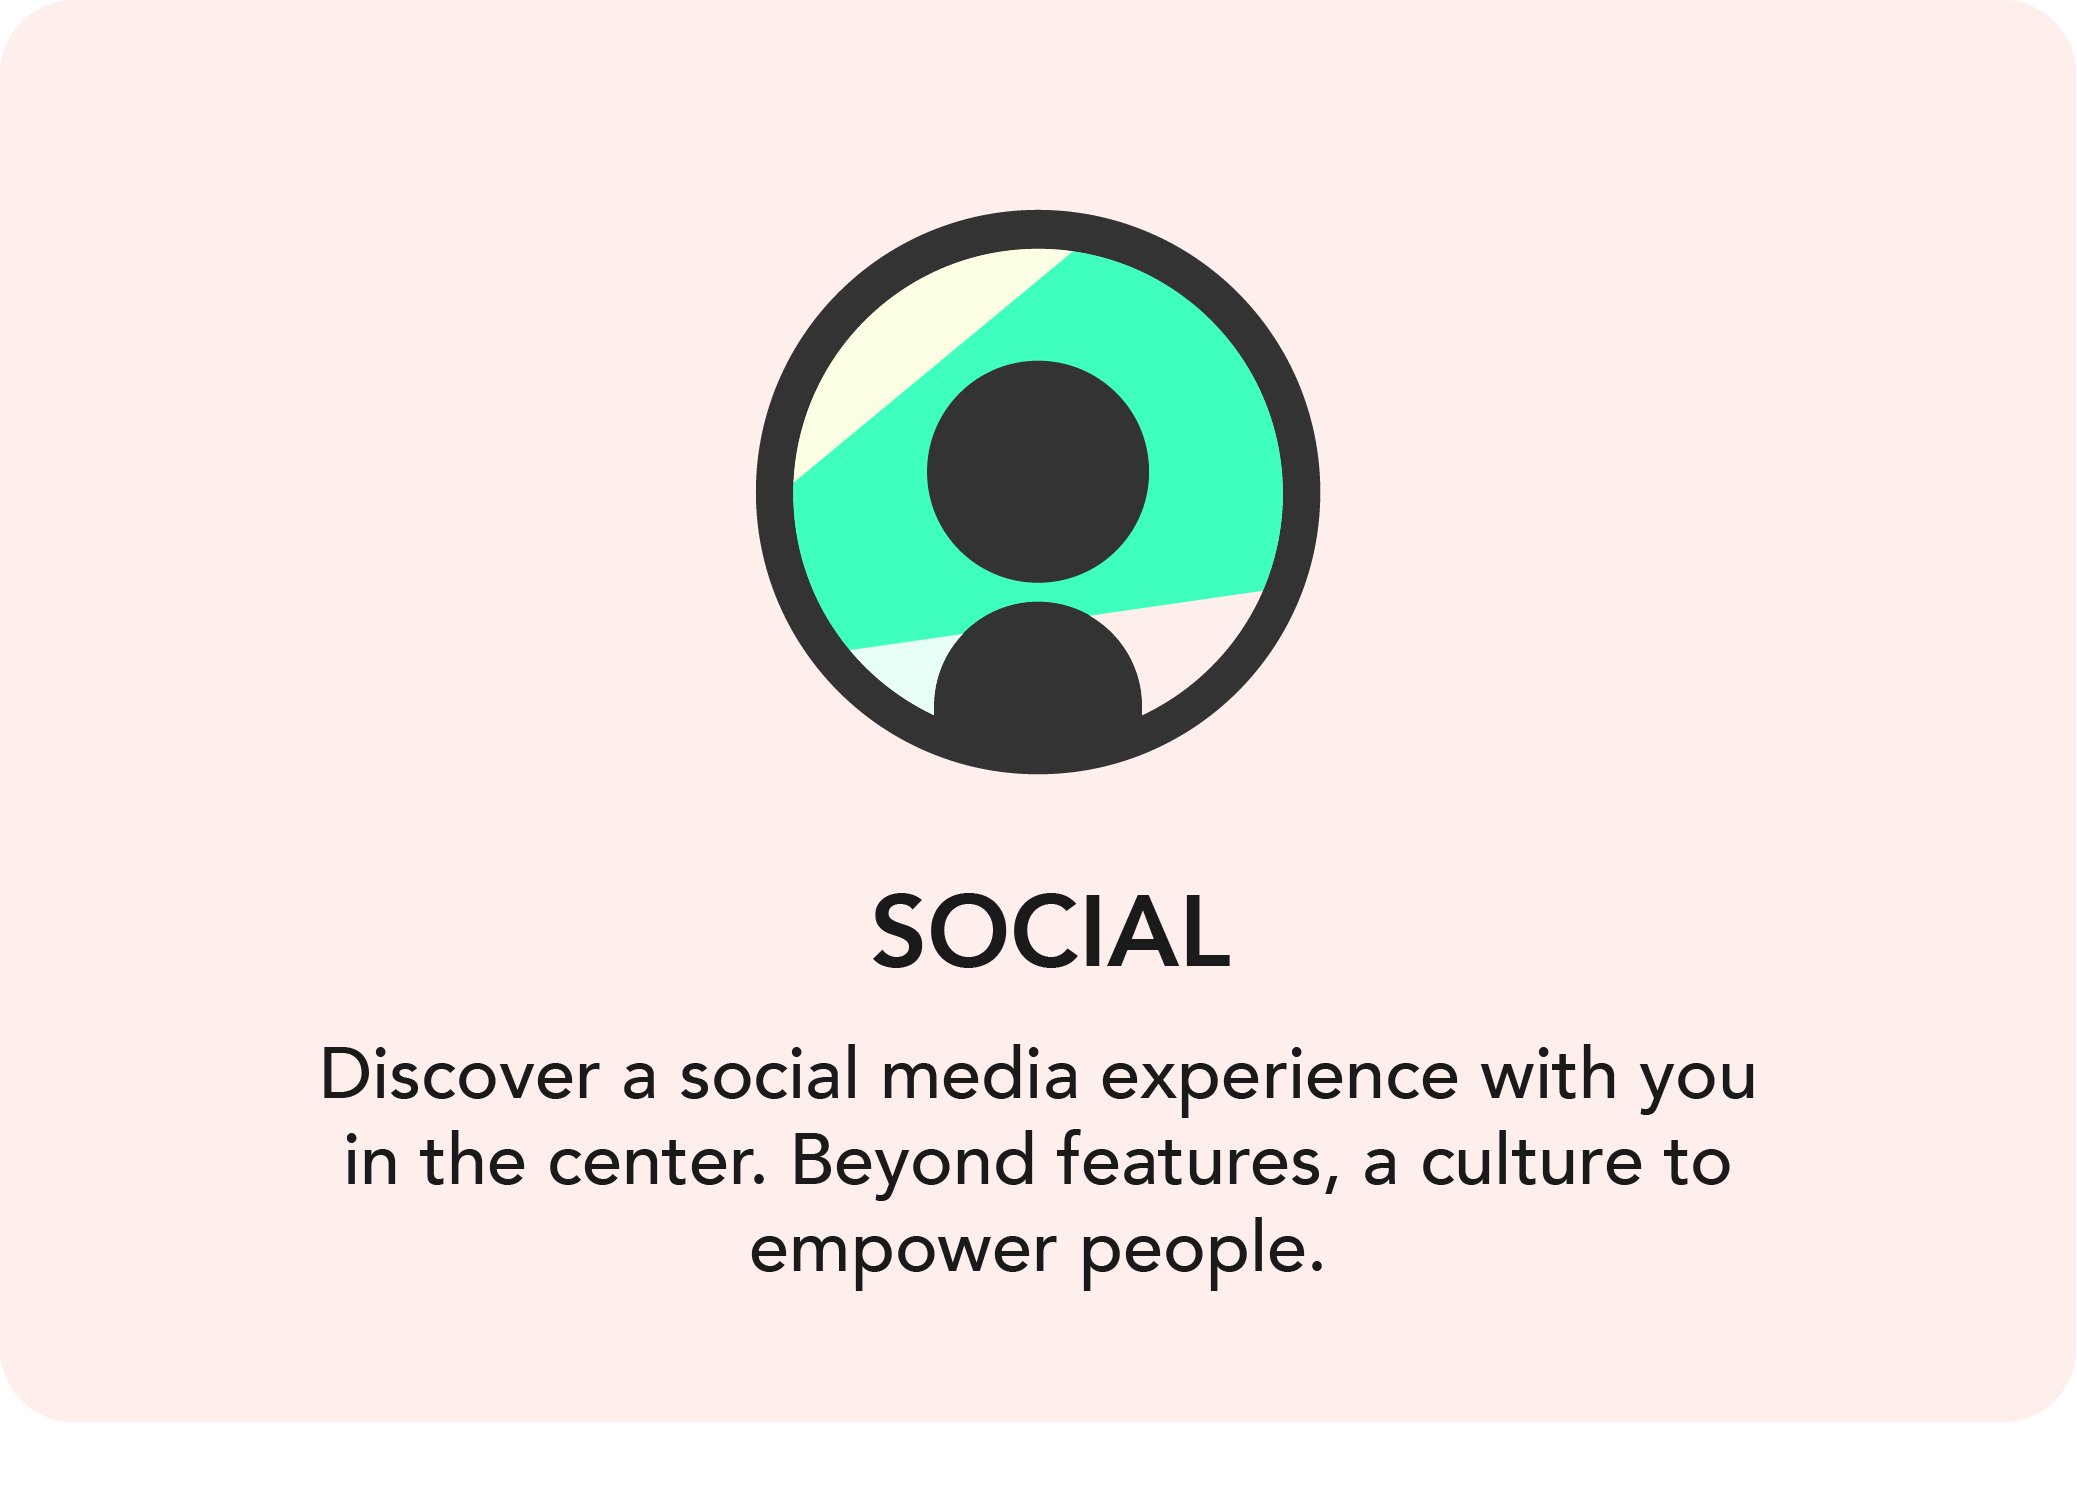 SOCIAL
Discover a social media experience with you
in the center. Beyond features, a culture to
empower people.